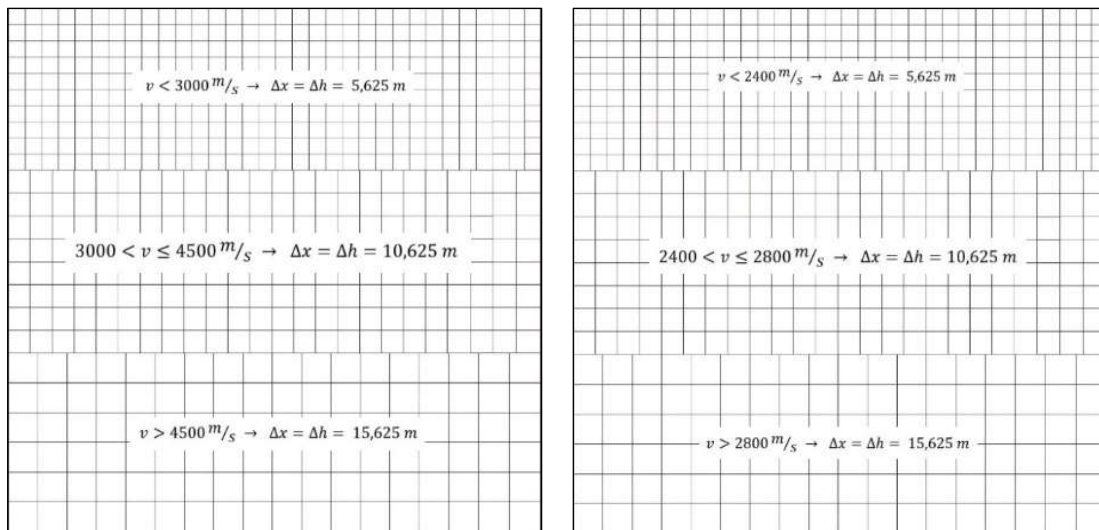 v < 3000 m/s → Δx = Δh = 5,625 m
3000 < v ≤ 4500 m/s → Δx = Δh = 10,625 m
v > 4500 m/s → Δx = Δh = 15,625 m
v < 2400 m/s → Δx = Δh = 5,625 m
2400 < v ≤ 2800 m/s → Δx = Δh = 10,625 m
v > 2800 m/s → Δx = Δh = 15,625 m